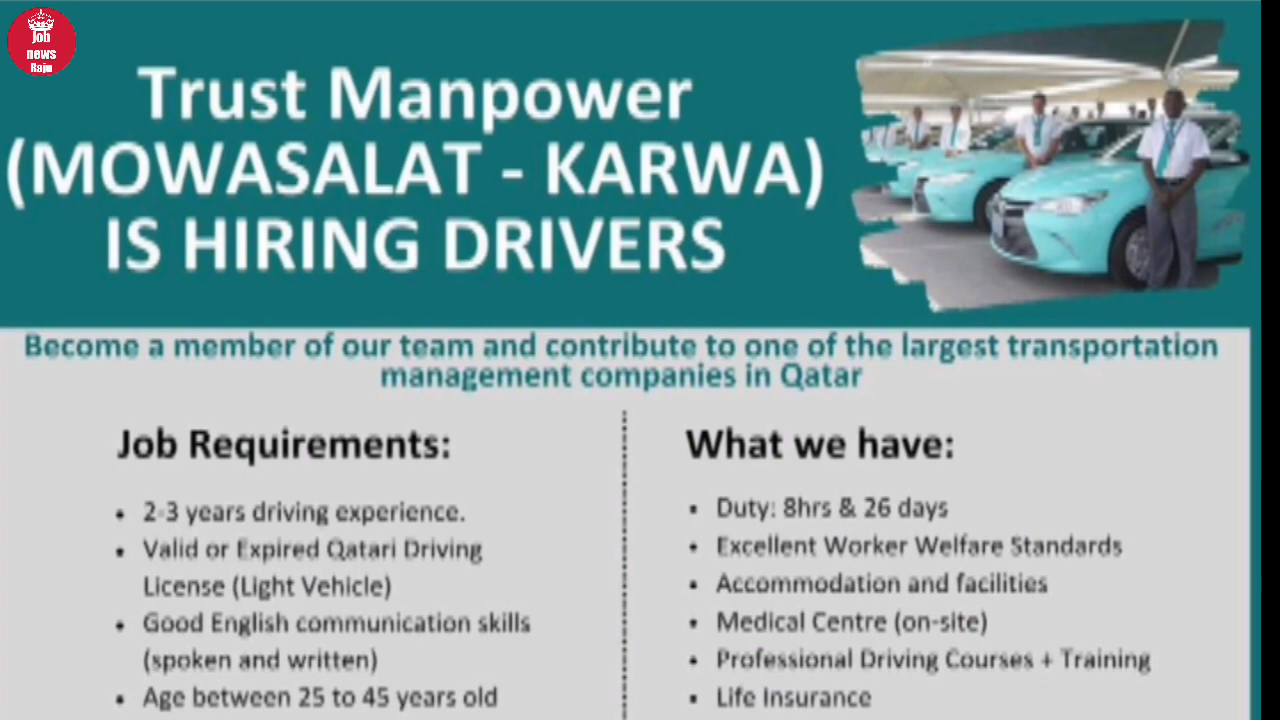 Job
news
Raju
Trust Manpower
(MOWASALAT - KARWA)
IS HIRING DRIVERS
Become a member of our team and contribute to one of the largest transportation
management companies in Qatar
Job Requirements:
• 2-3 years driving experience.
• Valid or Expired Qatari Driving
License (Light Vehicle)
• Good English communication skills
(spoken and written)
• Age between 25 to 45 years old
What we have:
• Duty: 8hrs & 26 days
• Excellent Worker Welfare Standards
• Accommodation and facilities
• Medical Centre (on-site)
• Professional Driving Courses + Training
• Life Insurance